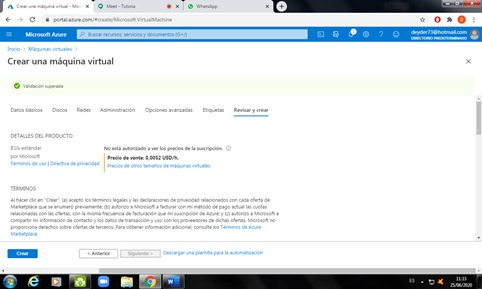 Crear una máquina virtual - Mic
Meet - Tutoria
WhatsApp
portal.azure.com/#create/Microsoft.VirtualMachine
Microsoft Azure
Buscar recursos, servicios y documentos (G+/)
deyder73@hotmail.com
DIRECTORIO PREDETERMINADO
Inicio > Máquinas virtuales >
Crear una máquina virtual
Validación superada
Datos básicos Discos Redes Administración Opciones avanzadas Etiquetas Revisar y crear
DETALLES DEL PRODUCTO
estándar
por Microsoft
Términos de uso | Directiva de privacidad
No está autorizado a ver los precios de la suscripción.
Precio de venta: 0,0052 USD/h.
Precios de otros tamaños de máquinas virtuales
TÉRMINOS
Al hacer clic en "Crear", (a) acepto los términos legales y las declaraciones de privacidad relacionados con cada oferta de
Marketplace que se enumeró previamente; (b) autorizo a Microsoft a facturar con mi método de pago actual las cuotas
relacionadas con las ofertas, con la misma frecuencia de facturación que mi suscripción de Azure; y (c) autorizo a Microsoft a
compartir mi información de contacto y los datos de transacción y uso con los proveedores de dichas ofertas. Microsoft no
proporciona derechos sobre ofertas de terceros. Para obtener información adicional, consulte los Términos de Azure
Marketplace.
Crear
< Anterior
Siguiente >
Descargar una plantilla para la automatización
ES
11:33
25/06/2020